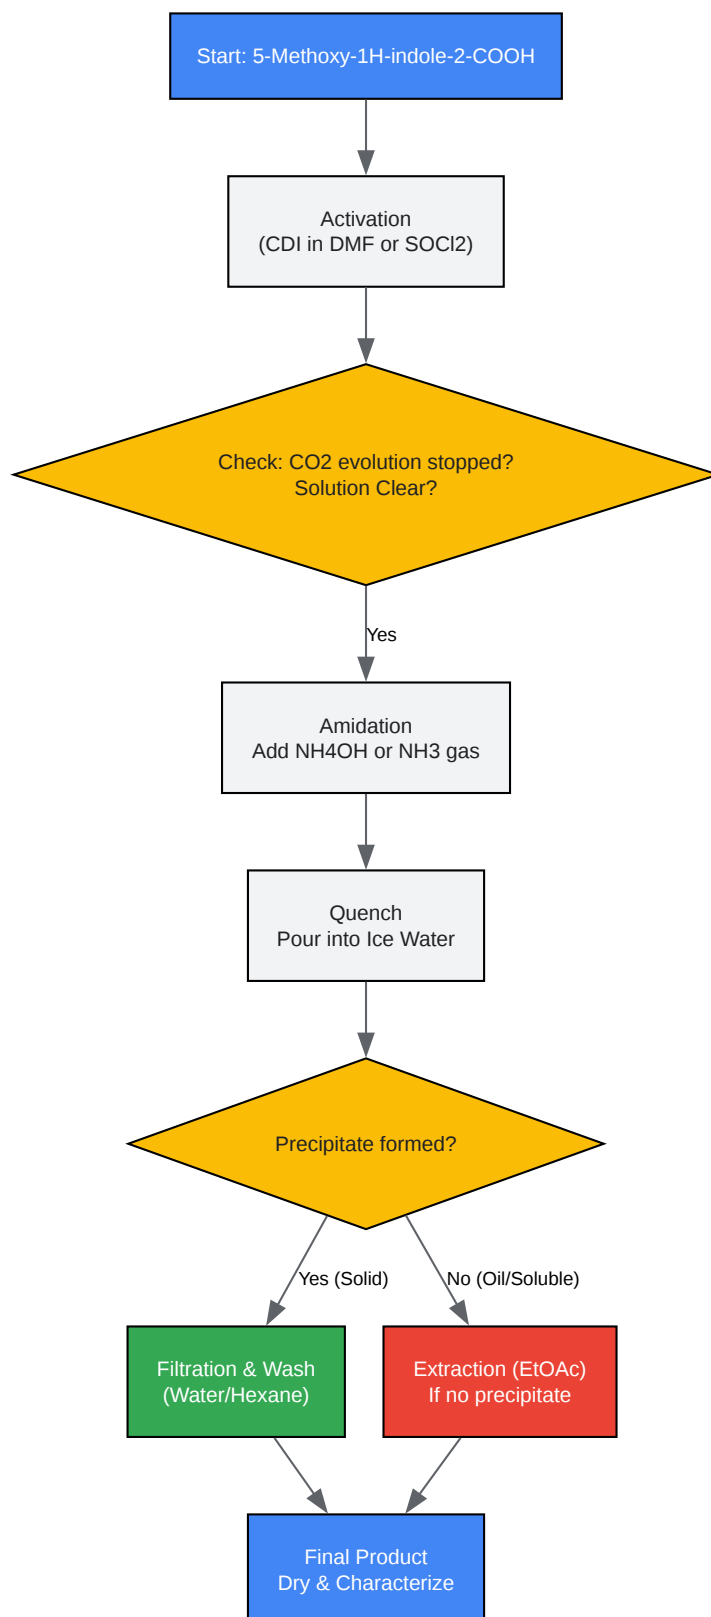 Start: 5-Methoxy-1H-indole-2-COOH
Activation
(CDI in DMF or SOCl2)
Check: CO2 evolution stopped?
Solution Clear?
Yes
Amidation
Add NH4OH or NH3 gas
Quench
Pour into Ice Water
Precipitate formed?
Yes (Solid)
No (Oil/Soluble)
Filtration & Wash
(Water/Hexane)
Extraction (EtOAc)
If no precipitate
Final Product
Dry & Characterize